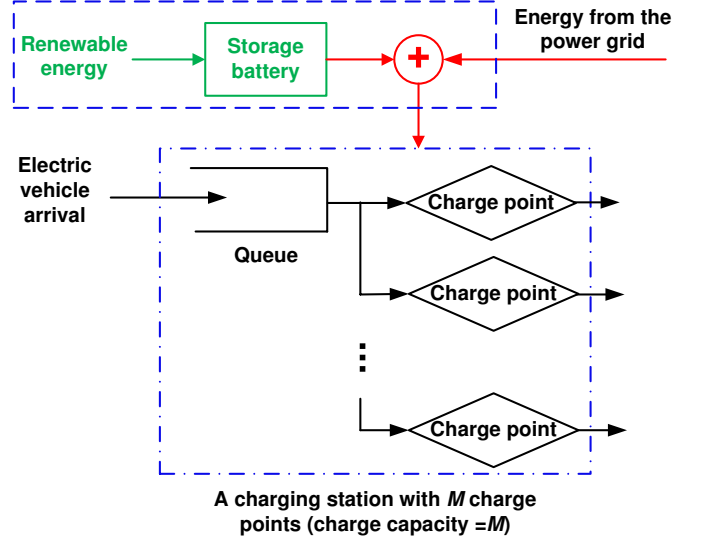 Renewable
energy
Storage
battery
+
Energy from the
power grid
Electric
vehicle
arrival
Queue
Charge point
Charge point
Charge point
A charging station with M charge
points (charge capacity =M)